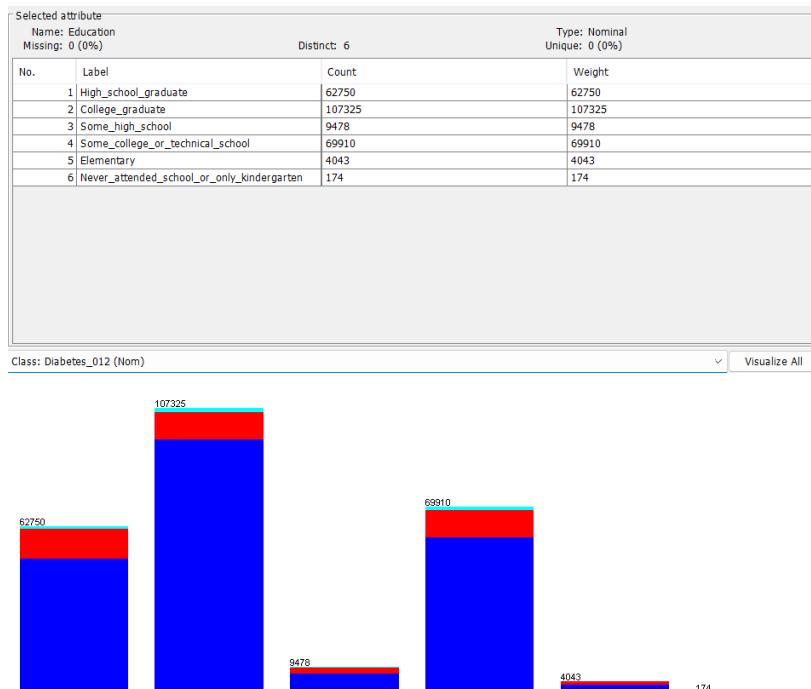 Selected attribute
Name: Education Type: Nominal
Missing: 0 (0%) Distinct: 6 Unique: 0 (0%)
No. Label Count Weight
1 High_school_graduate 62750 62750
2 College_graduate 107325 107325
3 Some_high_school 9478 9478
4 Some_college_or_technical_school 69910 69910
5 Elementary 4043 4043
6 Never_attended_school_or_only_kindergarten 174 174
Class: Diabetes_012 (Nom) Visualize All
107325
69910
62750
9478
4043
174